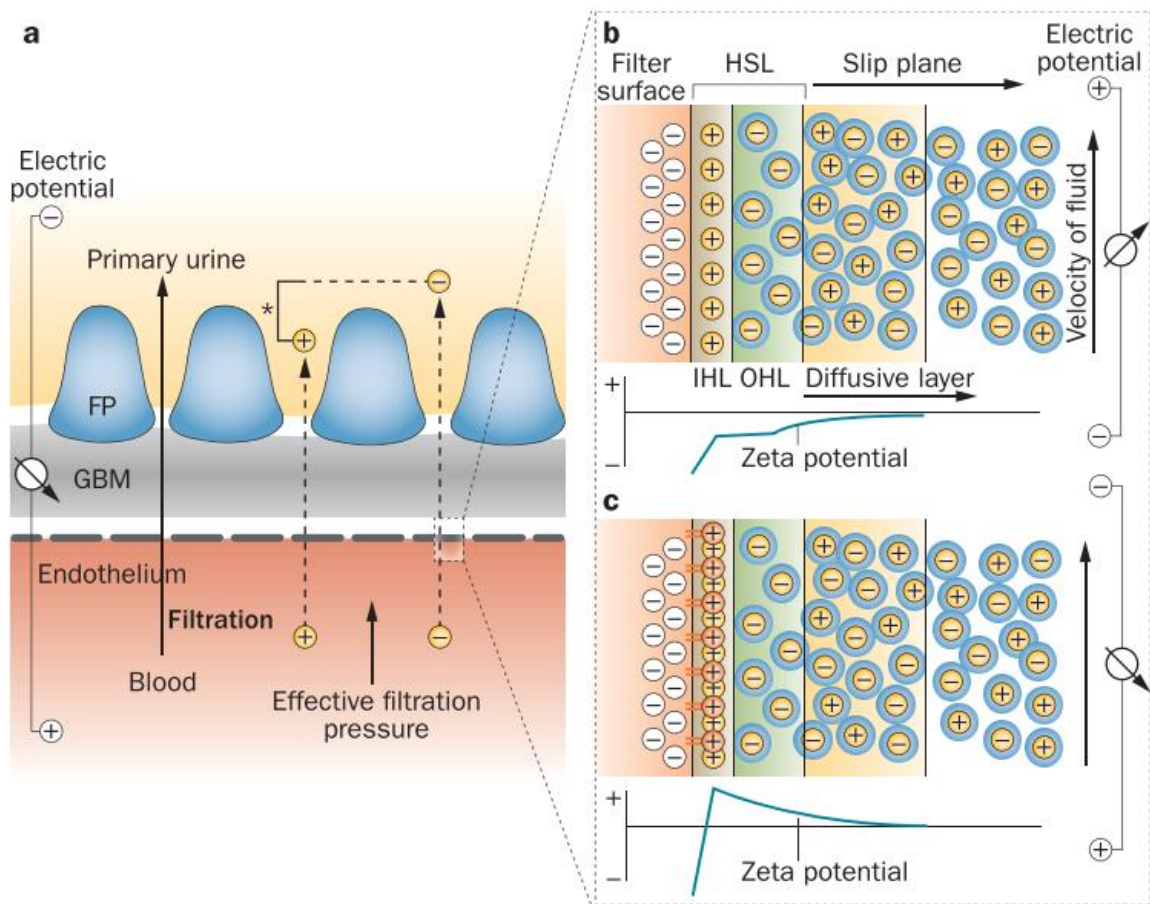 a
Electric
potential
Primary urine
*
FP
GBM
Endothelium
Filtration
Blood
Effective filtration
pressure
b
Filter
surface
HSL
Slip plane
Electric
potential
Velocity of fluid
IHL OHL Diffusive layer
+
−
Zeta potential
c
+
−
Zeta potential